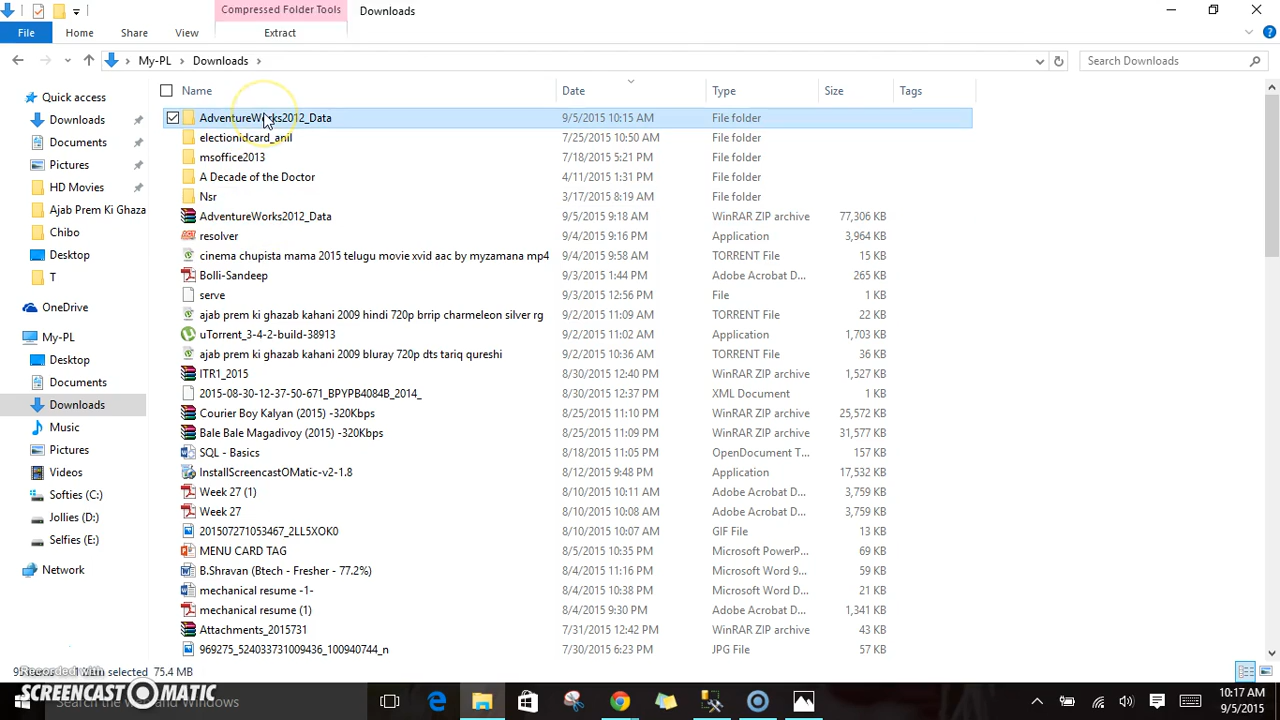 Compressed Folder Tools
Downloads
File
Home
Share
View
Extract
My-PL
Downloads
Search Downloads
Name
Date
Type
Size
Tags
Quick access
Downloads
Documents
Pictures
HD Movies
Ajab Prem Ki Ghaza
Chibo
Desktop
T
OneDrive
My-PL
Desktop
Documents
Downloads
Music
Pictures
Videos
Softies (C:)
Jollies (D:)
Selfies (E:)
Network
AdventureWorks2012_Data 9/5/2015 10:15 AM File folder
electionidcard_anil 7/25/2015 10:50 AM File folder
msoffice2013 7/18/2015 5:21 PM File folder
A Decade of the Doctor 4/11/2015 1:31 PM File folder
Nsr 3/17/2015 8:19 AM File folder
AdventureWorks2012_Data 9/5/2015 9:18 AM WinRAR ZIP archive 77,306 KB
resolver 9/4/2015 9:16 PM Application 3,964 KB
cinema chupista mama 2015 telugu movie xvid aac by myzamana mp4 9/4/2015 9:58 AM TORRENT File 15 KB
Bolli-Sandeep 9/3/2015 1:44 PM Adobe Acrobat D... 265 KB
serve 9/3/2015 12:56 PM File 1 KB
ajab prem ki ghazab kahani 2009 hindi 720p brrip charmeleon silver rg 9/2/2015 11:09 AM TORRENT File 22 KB
uTorrent_3-4-2-build-38913 9/2/2015 11:02 AM Application 1,703 KB
ajab prem ki ghazab kahani 2009 bluray 720p dts tariq qureshi 9/2/2015 10:36 AM TORRENT File 36 KB
ITR1_2015 8/30/2015 12:40 PM WinRAR ZIP archive 1,527 KB
2015-08-30-12-37-50-671_BPYPB4084B_2014_ 8/30/2015 12:37 PM XML Document 1 KB
Courier Boy Kalyan (2015) -320Kbps 8/25/2015 11:10 PM WinRAR ZIP archive 25,572 KB
Bale Bale Magadivoy (2015) -320Kbps 8/25/2015 11:09 PM WinRAR ZIP archive 31,577 KB
SQL - Basics 8/18/2015 11:05 PM OpenDocument T... 157 KB
InstallScreencastOMatic-v2-1.8 8/12/2015 9:48 PM Application 17,532 KB
Week 27 (1) 8/10/2015 10:11 AM Adobe Acrobat D... 3,759 KB
Week 27 8/10/2015 10:08 AM Adobe Acrobat D... 3,759 KB
201507271053467_2LL5XOK0 8/10/2015 10:07 AM GIF File 13 KB
MENU CARD TAG 8/5/2015 10:35 PM Microsoft PowerP... 69 KB
B.Shravan (Btech - Fresher - 77.2%) 8/4/2015 11:16 PM Microsoft Word 9... 59 KB
mechanical resume -1- 8/4/2015 10:38 PM Microsoft Word D... 21 KB
mechanical resume (1) 8/4/2015 9:30 PM Adobe Acrobat D... 1,341 KB
Attachments_2015731 7/31/2015 12:42 PM WinRAR ZIP archive 43 KB
969275_524033731009436_100940744_n 7/30/2015 6:23 PM JPG File 57 KB
selected 75.4 MB
Recorded with
SCREENCAST MATIC
Search the web and Windows
10:17 AM
9/5/2015